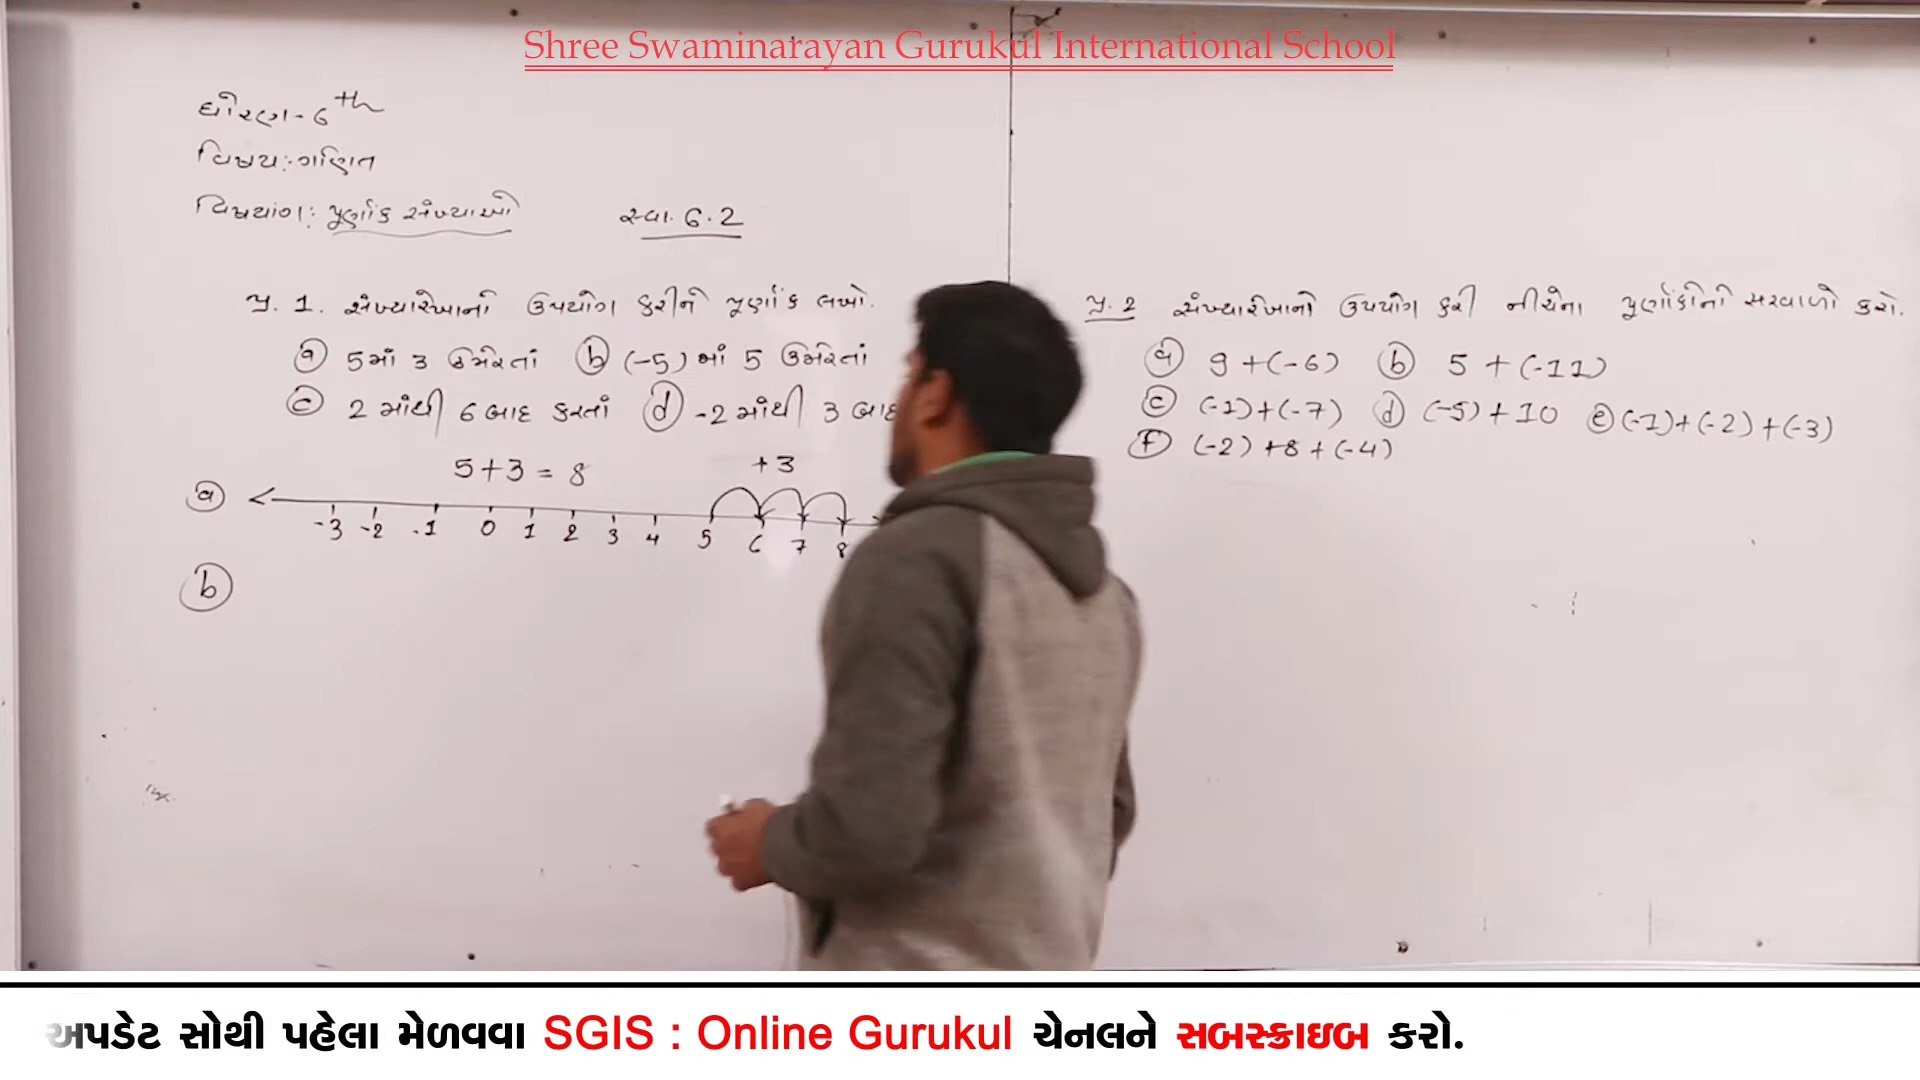 Shree Swaminarayan Gurukul International School
ધોરણ - 6th
વિષય : ગણિત
વિષયાંગ : પૂર્ણાંક સંખ્યાઓ સ્વા. 6.2
પ્ર. 1. સંખ્યારેખાનો ઉપયોગ કરીને પૂર્ણાંક લખો.
(a) 5માં 3 ઉમેરતાં (b) (-5) માં 5 ઉમેરતાં
(c) 2 માંથી 6 બાદ કરતાં (d) -2 માંથી 3 બાદ
5+3 = 8 +3
(a) -3 -2 -1 0 1 2 3 4 5 6 7 8
(b)
પ્ર. 2 સંખ્યારેખાનો ઉપયોગ કરી નીચેના પૂર્ણાંકોનો સરવાળો કરો.
(a) 9 +(-6) (b) 5 + (-11)
(c) (-1)+(-7) (d) (-5)+10 (e) (-1)+(-2)+(-3)
(f) (-2) +8+(-4)
અપડેટ સૌથી પહેલા મેળવવા SGIS : Online Gurukul ચેનલને સબસ્ક્રાઇબ કરો.